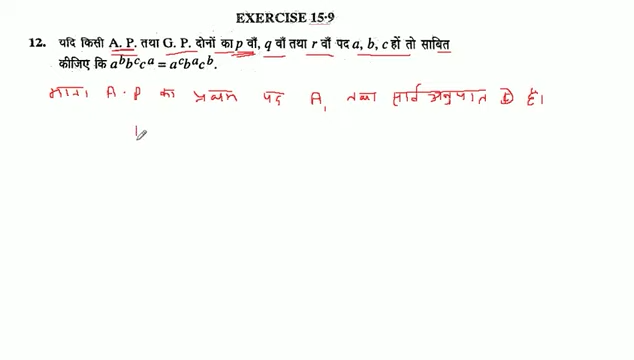 EXERCISE 15·9
12. यदि किसी A. P. तथा G. P. दोनों का p वाँ, q वाँ तथा r वाँ पद a, b, c हों तो साबित
कीजिए कि a^b b^c c^a = a^c b^a c^b.
माना A·P का प्रथम पद A, तथा सार्व अनुपात D है।